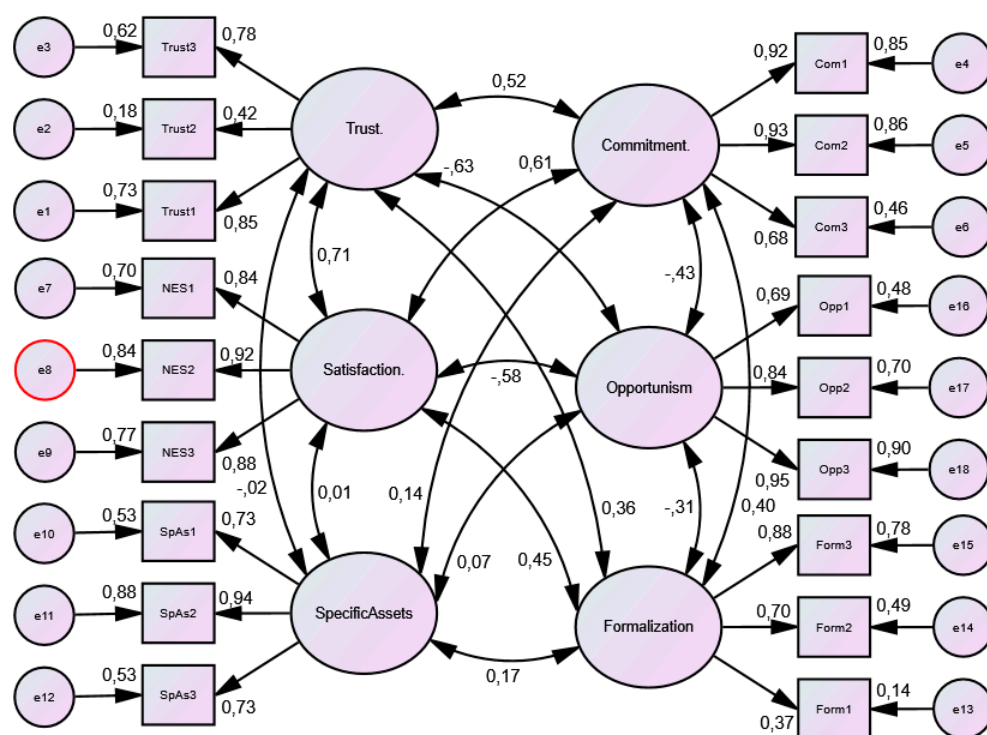 e3
0,62
Trust3
0,78
e2
0,18
Trust2
0,42
e1
0,73
Trust1
0,85
e7
0,70
NES1
0,84
e8
0,84
NES2
0,92
e9
0,77
NES3
0,88
e10
0,53
SpAs1
0,73
e11
0,88
SpAs2
0,94
e12
0,53
SpAs3
0,73
Trust.
Satisfaction.
SpecificAssets
0,52
-,63
0,61
0,71
-,58
-,02
0,01
0,14
0,07
0,45
0,36
-,31
0,40
-,43
0,17
Commitment.
Opportunism
Formalization
0,92
Com1
0,85
e4
0,93
Com2
0,86
e5
0,68
Com3
0,46
e6
0,69
Opp1
0,48
e16
0,84
Opp2
0,70
e17
0,95
Opp3
0,90
e18
0,88
Form3
0,78
e15
0,70
Form2
0,49
e14
0,37
Form1
0,14
e13